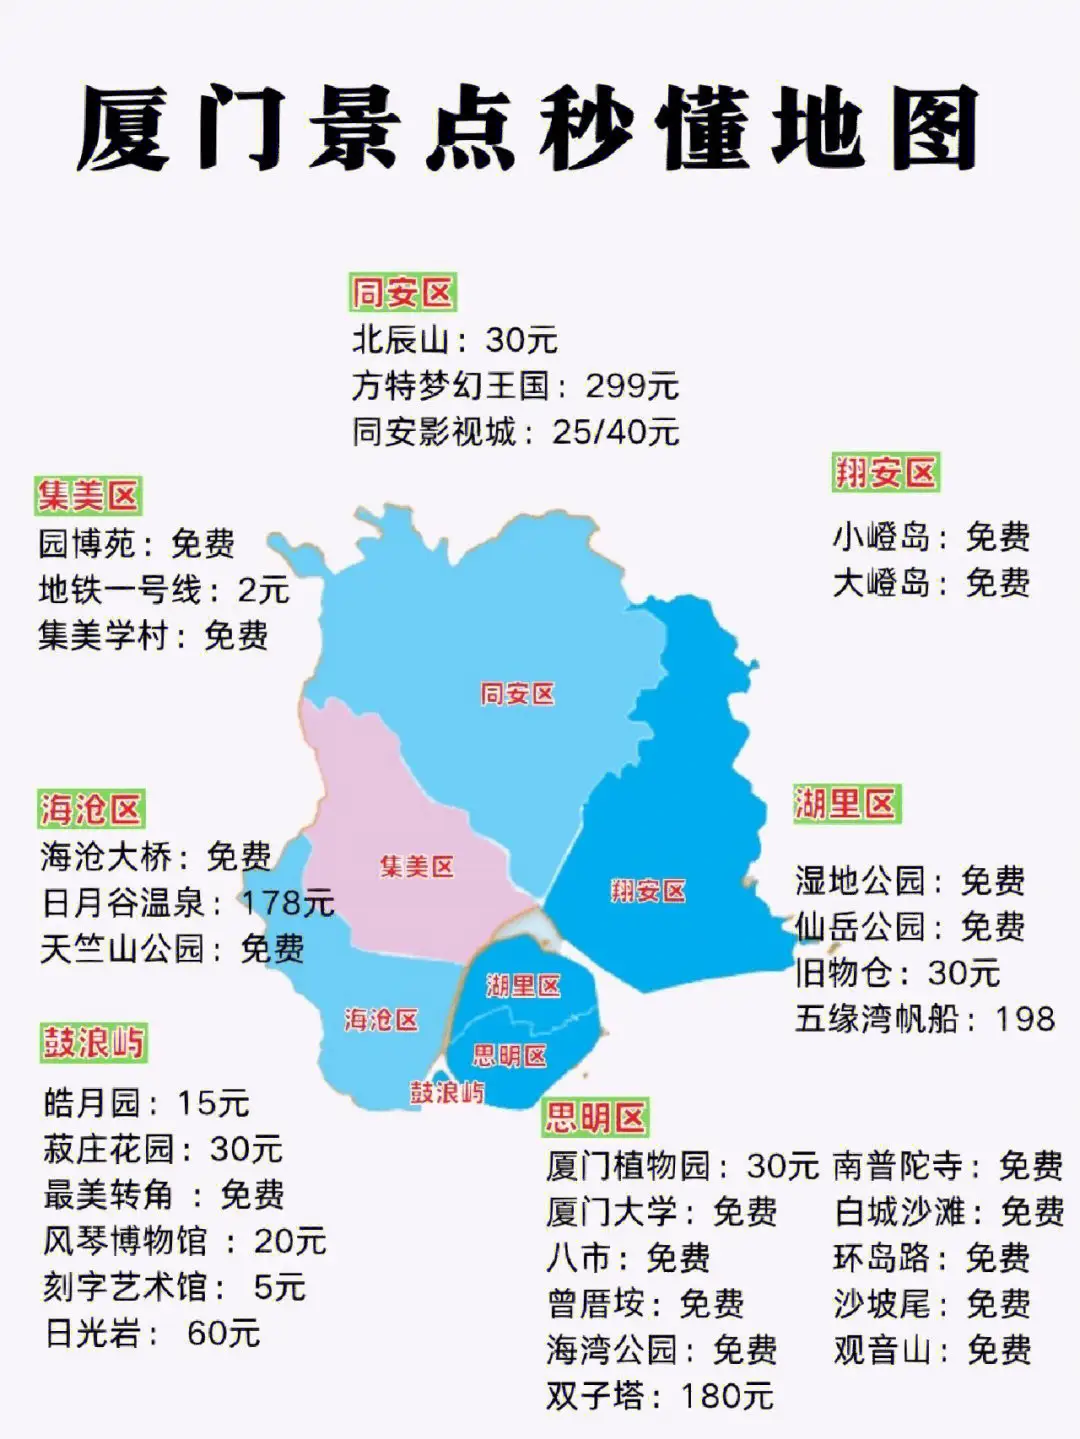 厦门景点秒懂地图
同安区
北辰山：30元
方特梦幻王国：299元
同安影视城：25/40元
集美区
园博苑：免费
地铁一号线：2元
集美学村：免费
翔安区
小嶝岛：免费
大嶝岛：免费
同安区
集美区
翔安区
湖里区
海沧区
思明区
鼓浪屿
海沧区
海沧大桥：免费
日月谷温泉：178元
天竺山公园：免费
湖里区
湿地公园：免费
仙岳公园：免费
旧物仓：30元
五缘湾帆船：198
鼓浪屿
皓月园：15元
菽庄花园：30元
最美转角：免费
风琴博物馆：20元
刻字艺术馆：5元
日光岩：60元
思明区
厦门植物园：30元 南普陀寺：免费
厦门大学：免费 白城沙滩：免费
八市：免费 环岛路：免费
曾厝垵：免费 沙坡尾：免费
海湾公园：免费 观音山：免费
双子塔：180元